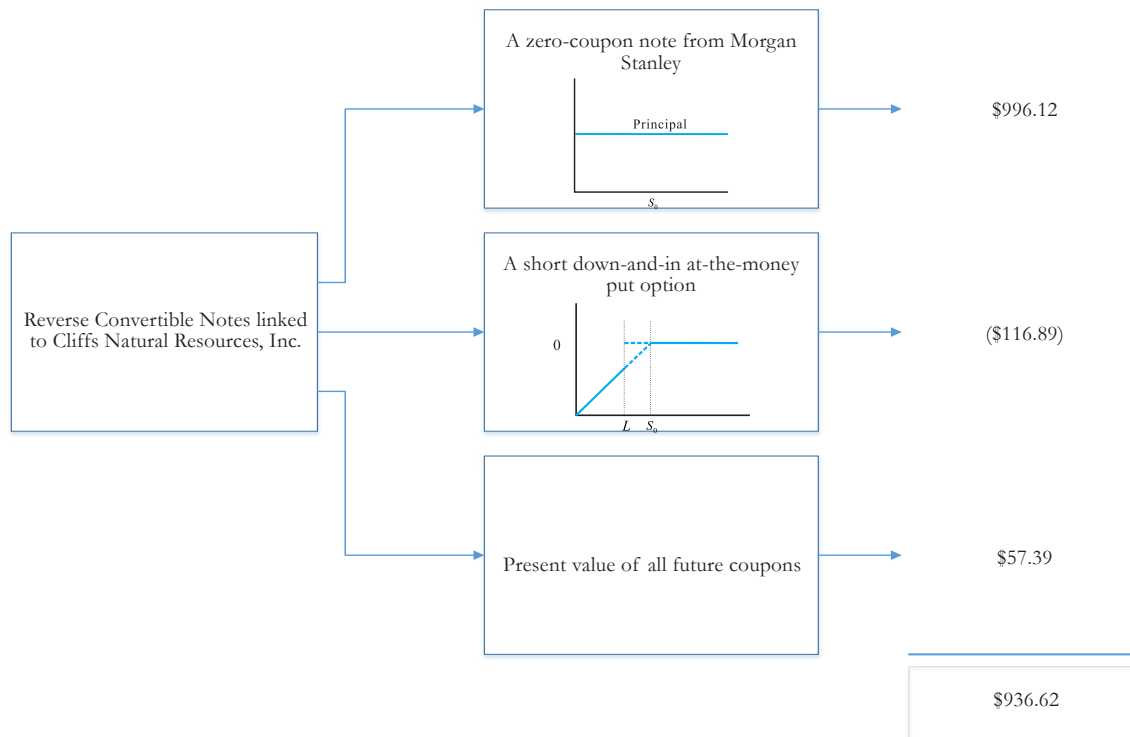 A zero-coupon note from Morgan
Stanley
Principal
S₀
$996.12
Reverse Convertible Notes linked
to Cliffs Natural Resources, Inc.
A short down-and-in at-the-money
put option
0
L S₀
($116.89)
Present value of all future coupons
$57.39
$936.62